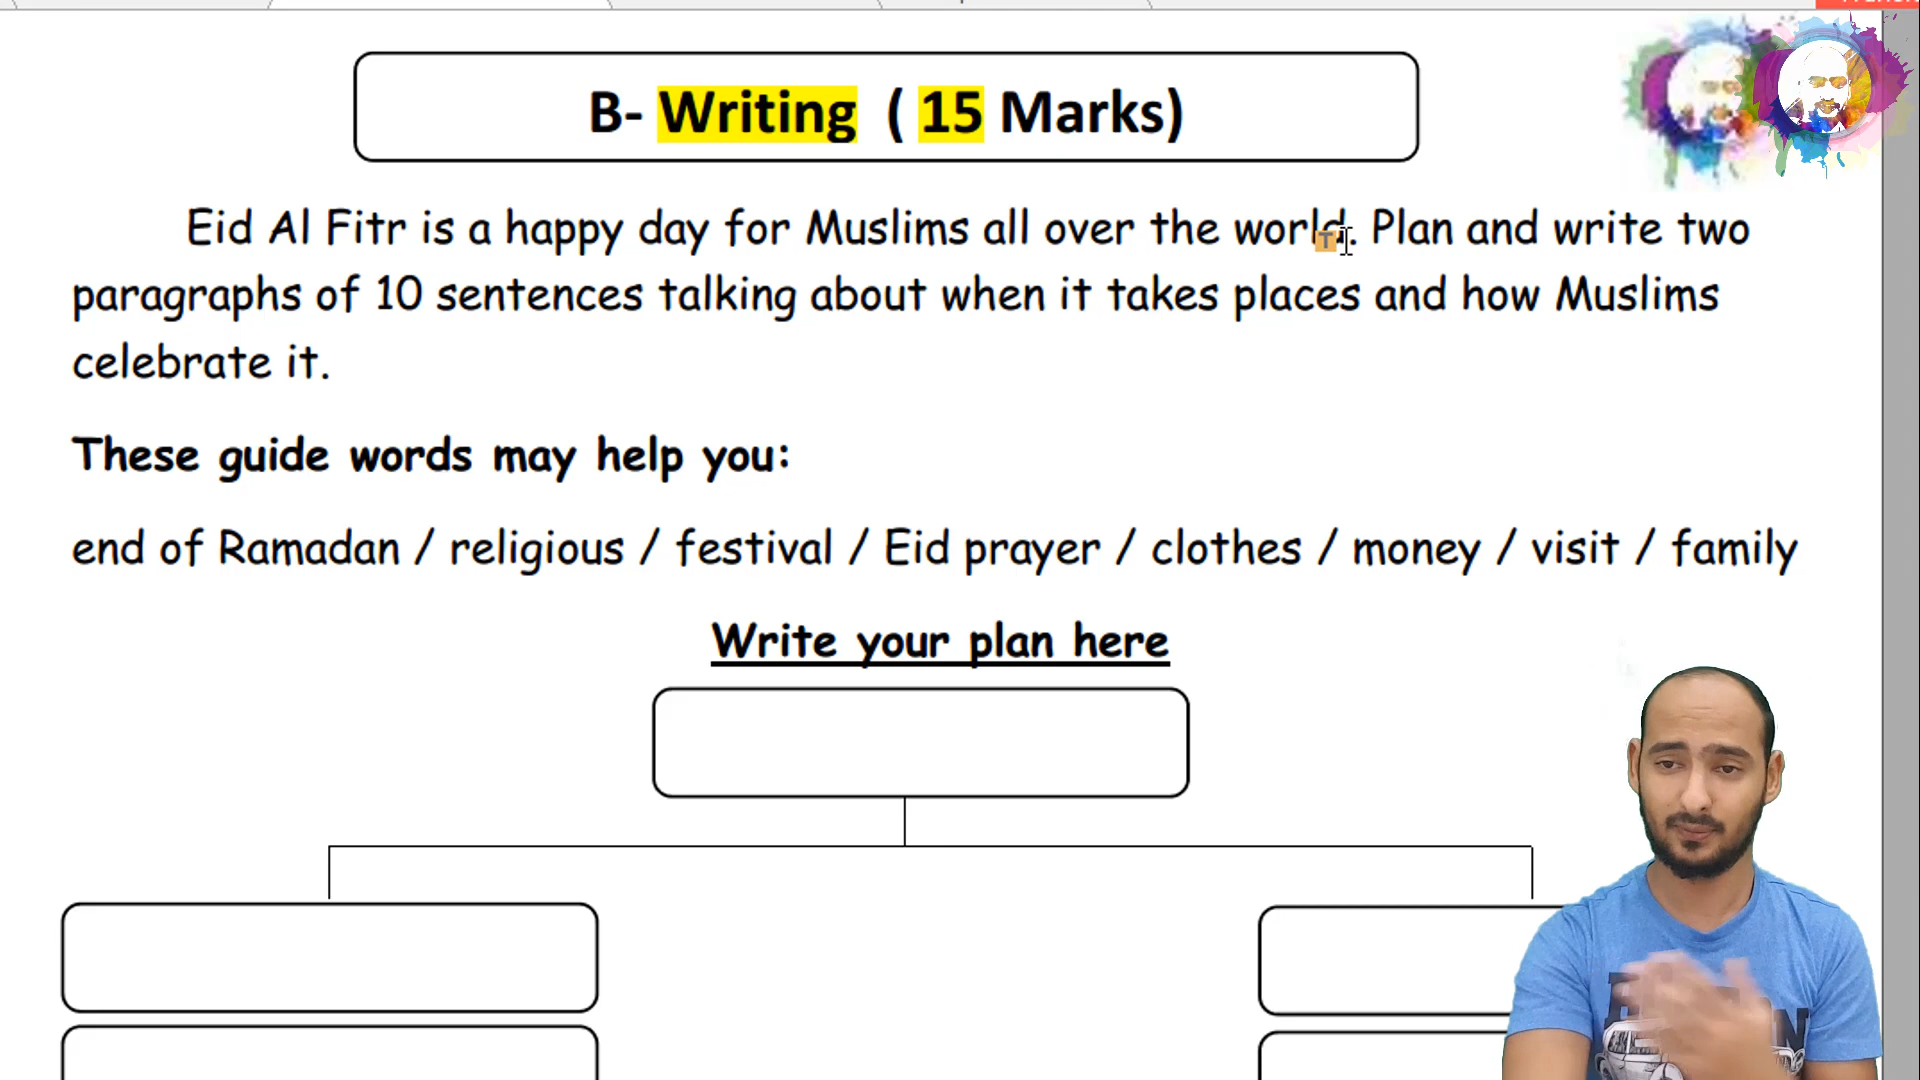 B- Writing ( 15 Marks)
Eid Al Fitr is a happy day for Muslims all over the world. Plan and write two
paragraphs of 10 sentences talking about when it takes places and how Muslims
celebrate it.
These guide words may help you:
end of Ramadan / religious / festival / Eid prayer / clothes / money / visit / family
Write your plan here